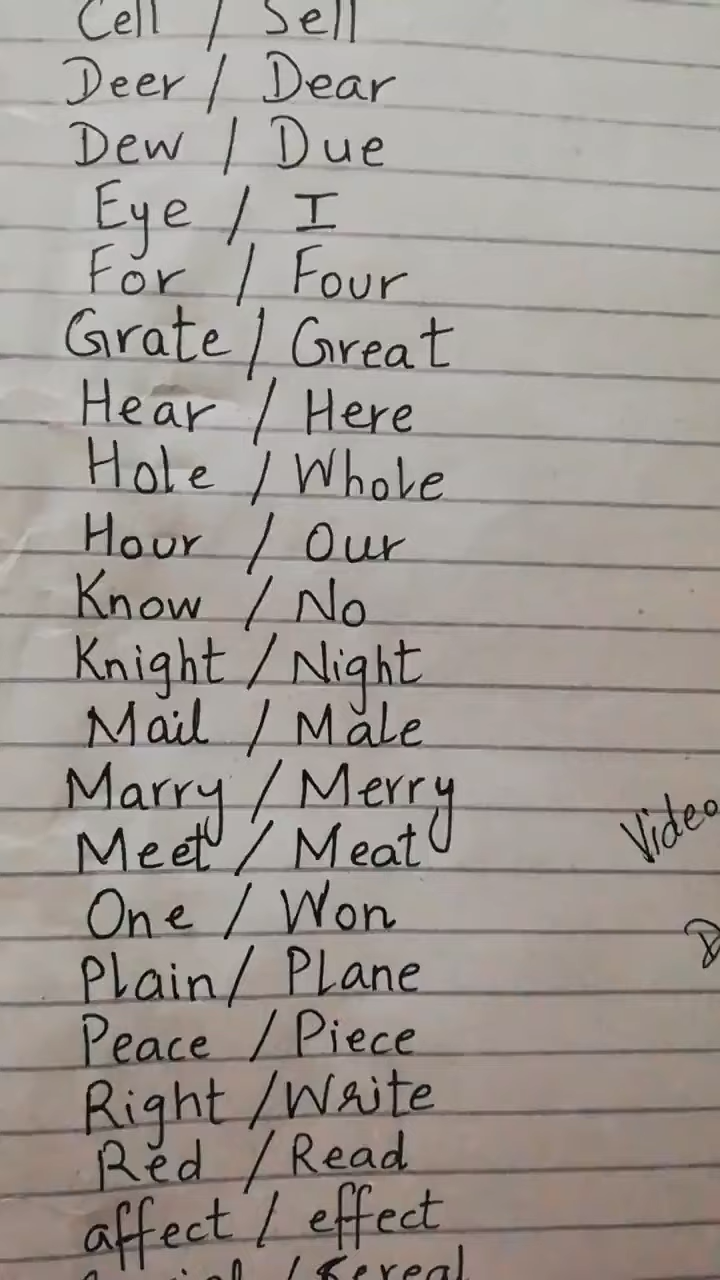 Cell / Sell
Deer / Dear
Dew / Due
Eye / I
For / Four
Grate / Great
Hear / Here
Hole / Whole
Hour / Our
Know / No
Knight / Night
Mail / Male
Marry / Merry
Video
Meet / Meat
One / Won
Plain / Plane
Peace / Piece
Right / Write
Red / Read
affect / effect